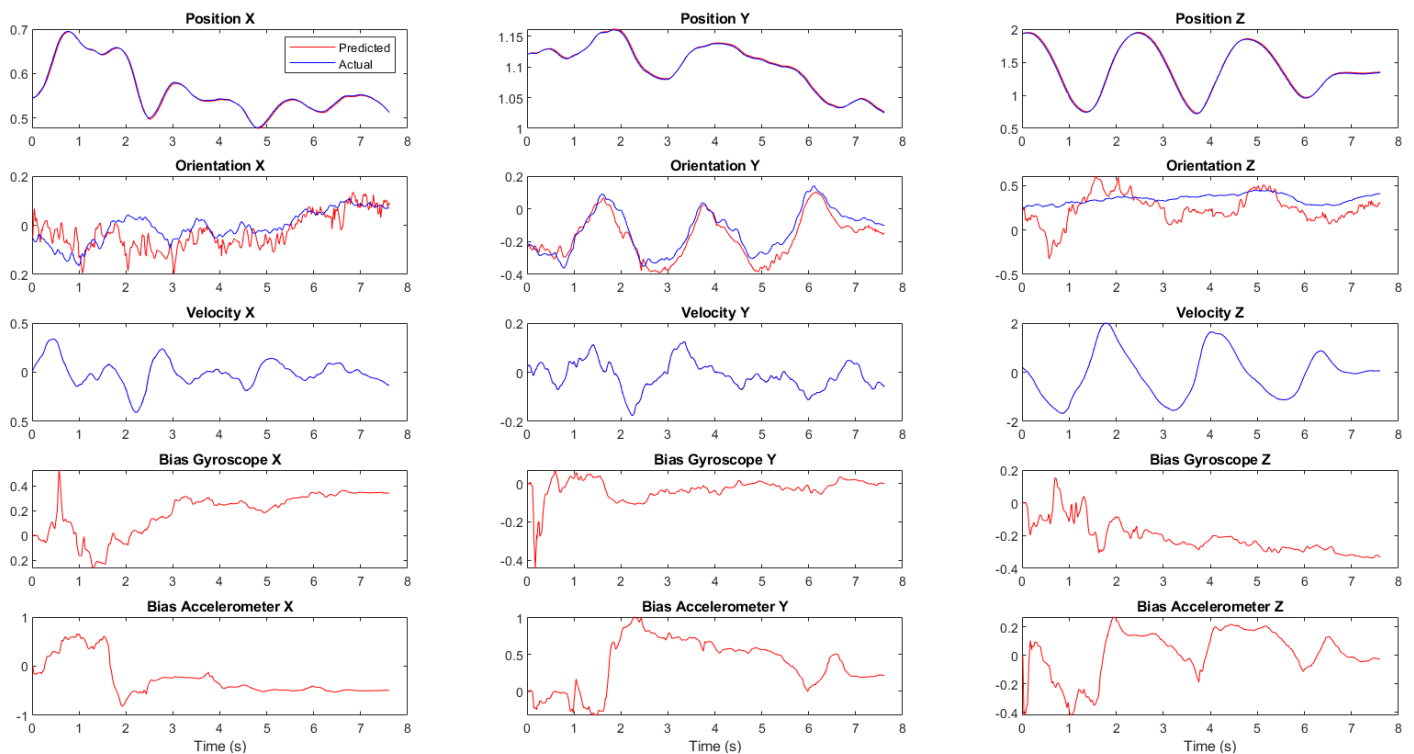 Position X
0.7
0.6
0.5
Predicted
Actual
0 1 2 3 4 5 6 7 8
Position Y
1.15
1.1
1.05
1
0 1 2 3 4 5 6 7 8
Position Z
2
1.5
1
0.5
0 1 2 3 4 5 6 7 8
Orientation X
0.2
0
0.2
0 1 2 3 4 5 6 7 8
Orientation Y
0.2
0
-0.2
-0.4
0 1 2 3 4 5 6 7 8
Orientation Z
0.5
0
-0.5
0 1 2 3 4 5 6 7 8
Velocity X
0.5
0
0.5
0 1 2 3 4 5 6 7 8
Velocity Y
0.2
0
-0.2
0 1 2 3 4 5 6 7 8
Velocity Z
2
0
-2
0 1 2 3 4 5 6 7 8
Bias Gyroscope X
0.4
0.2
0
0.2
0 1 2 3 4 5 6 7 8
Bias Gyroscope Y
0
-0.2
-0.4
0 1 2 3 4 5 6 7 8
Bias Gyroscope Z
0.2
0
-0.2
-0.4
0 1 2 3 4 5 6 7 8
Bias Accelerometer X
1
0
-1
0 1 2 3 4 5 6 7 8
Time (s)
Bias Accelerometer Y
1
0.5
0
0 1 2 3 4 5 6 7 8
Time (s)
Bias Accelerometer Z
0.2
0
-0.2
-0.4
0 1 2 3 4 5 6 7 8
Time (s)